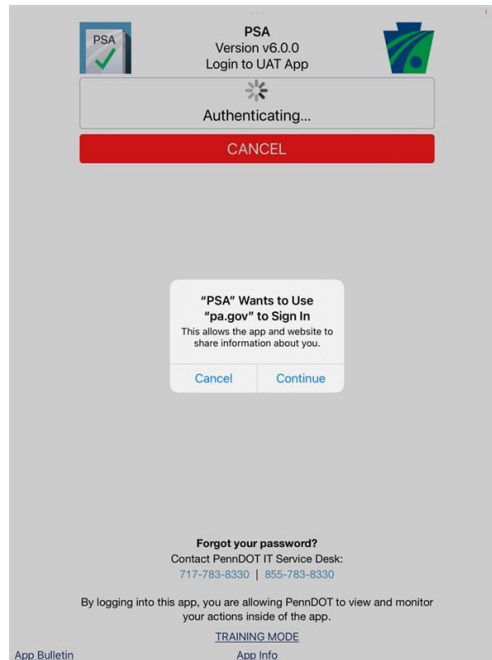 PSA
PSA
Version v6.0.0
Login to UAT App
Authenticating...
CANCEL
“PSA” Wants to Use
“pa.gov” to Sign In
This allows the app and website to
share information about you.
Cancel Continue
Forgot your password?
Contact PennDOT IT Service Desk:
717-783-8330 | 855-783-8330
By logging into this app, you are allowing PennDOT to view and monitor
your actions inside of the app.
TRAINING MODE
App Bulletin App Info